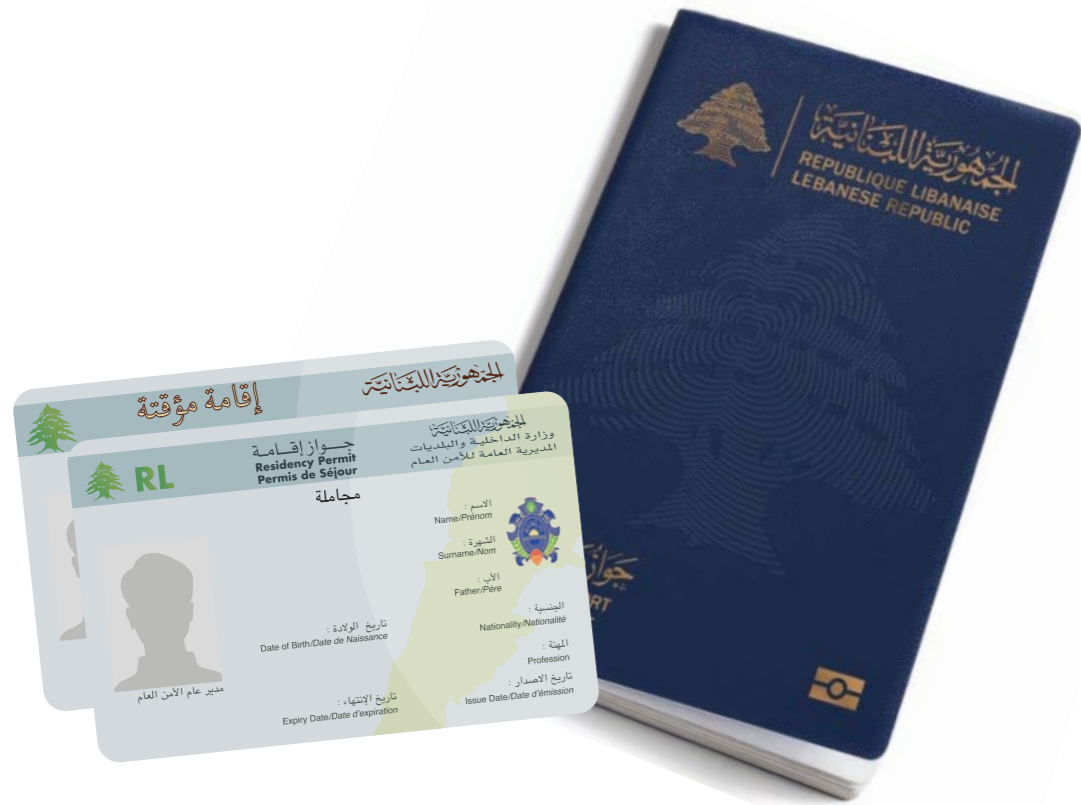 الجمهورية اللبنانية
REPUBLIQUE LIBANAISE
LEBANESE REPUBLIC
جواز
RT
إقامة مؤقتة
الجمهورية اللبنانية
الجمهورية اللبنانية
وزارة الداخلية والبلديات
المديرية العامة للأمن العام
RL
جـــواز إقـــامـــة
Residency Permit
Permis de Séjour
مجاملة
الاسم :
Name/Prénom
الشهرة :
Surname/Nom
الأب :
Father/Père
تاريخ الولادة :
Date of Birth/Date de Naissance
الجنسية :
Nationality/Nationalité
المهنة :
Profession
تاريخ الاصدار :
Issue Date/Date d'émission
تاريخ الإنتهاء :
Expiry Date/Date d'expiration
مدير عام الأمن العام